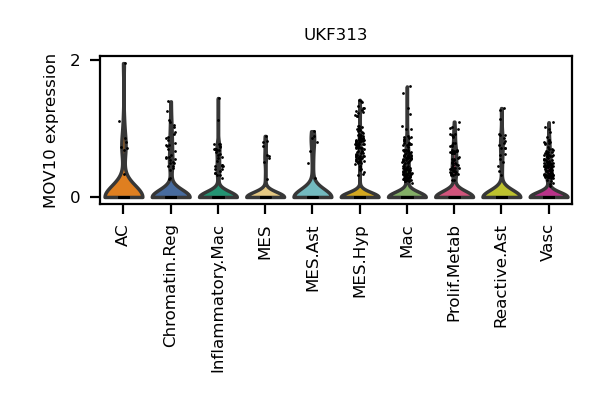 UKF313
MOV10 expression
2
0
AC
Chromatin.Reg
Inflammatory.Mac
MES
MES.Ast
MES.Hyp
Mac
Prolif.Metab
Reactive.Ast
Vasc